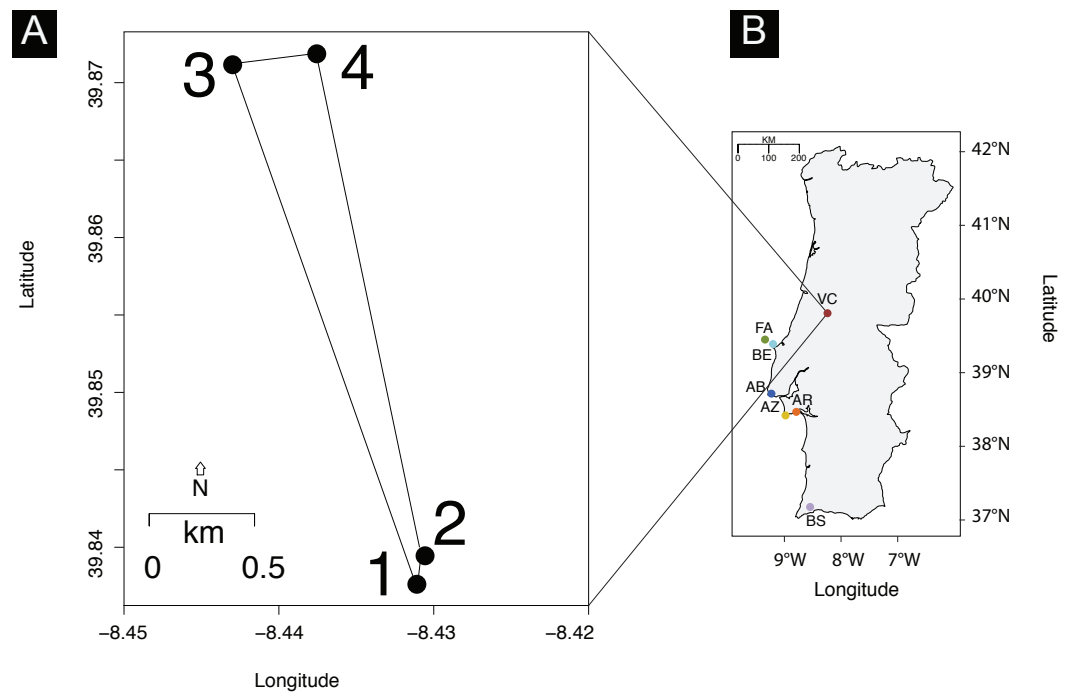 A
3
4
39.87
39.86
39.85
39.84
Latitude
N
km
0 0.5
2
1
−8.45 −8.44 −8.43 −8.42
Longitude
B
KM
0 100 200
42°N
41°N
40°N
39°N
38°N
37°N
Latitude
VC
FA
BE
AB
AZ
AR
BS
9°W 8°W 7°W
Longitude